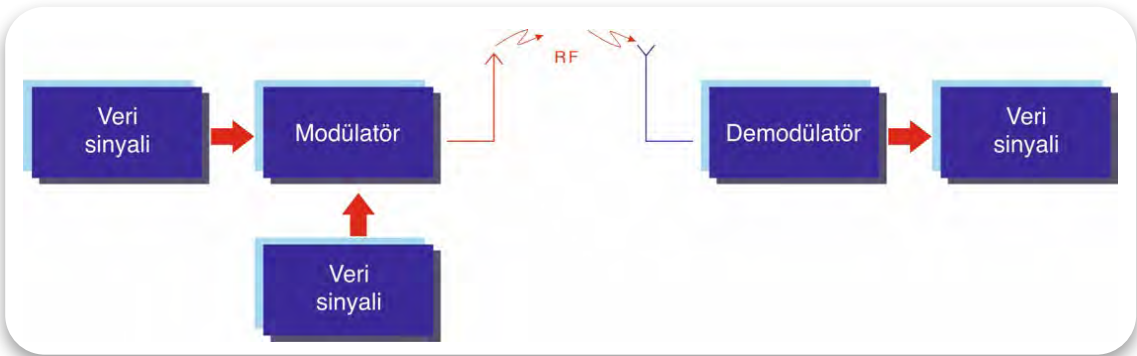 RF
Veri
sinyali
Modülatör
Demodülatör
Veri
sinyali
Veri
sinyali